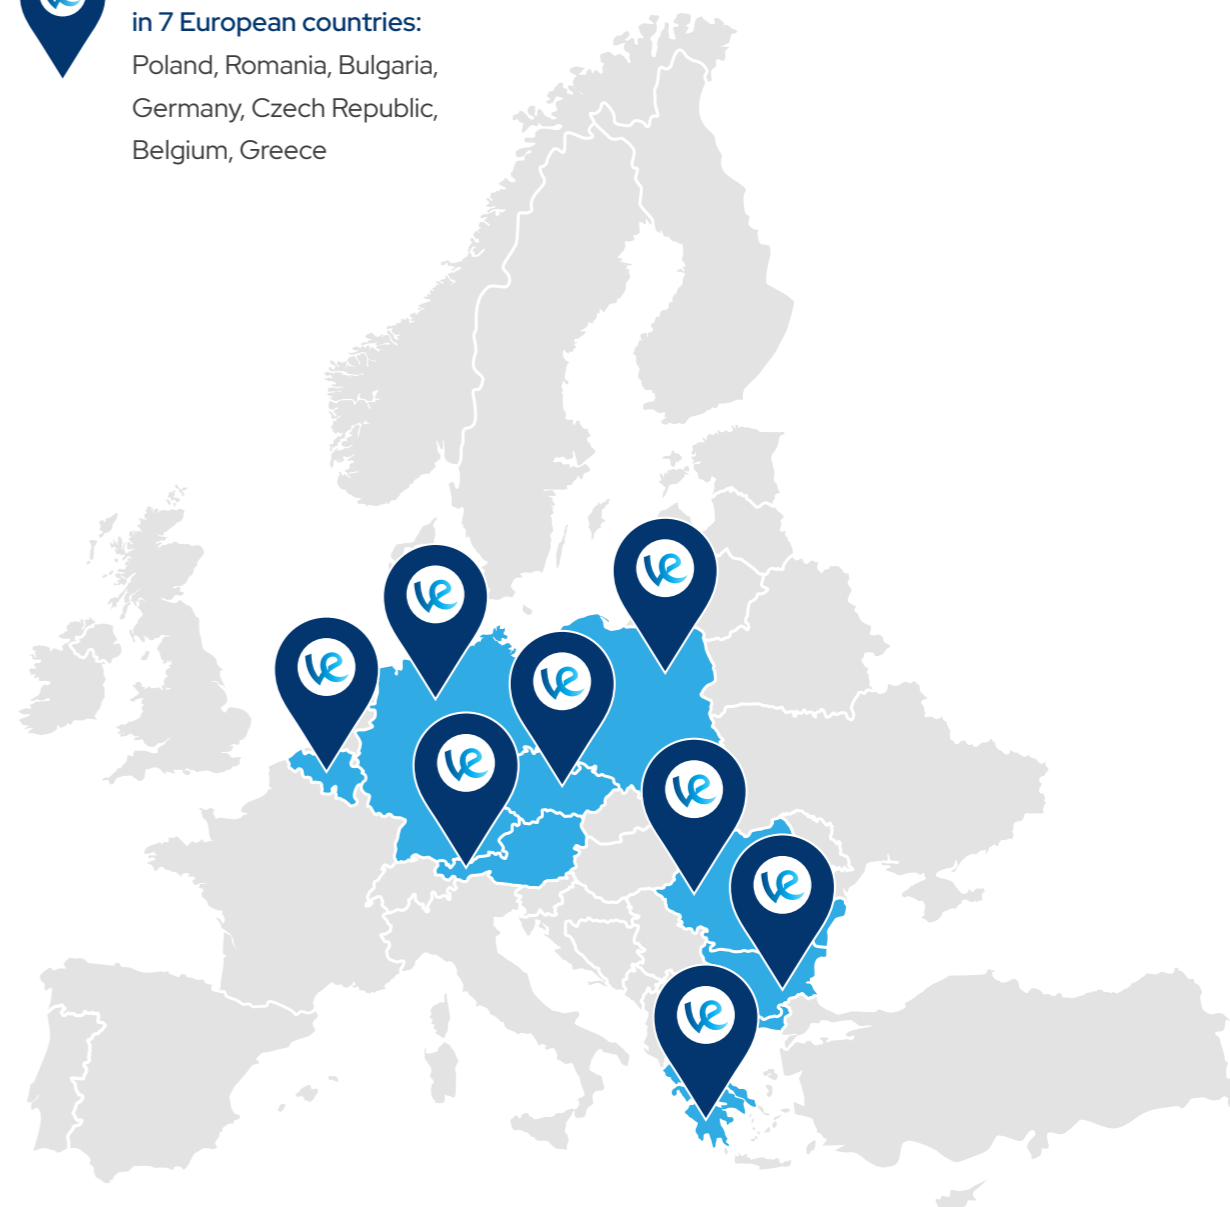 in 7 European countries:
Poland, Romania, Bulgaria,
Germany, Czech Republic,
Belgium, Greece